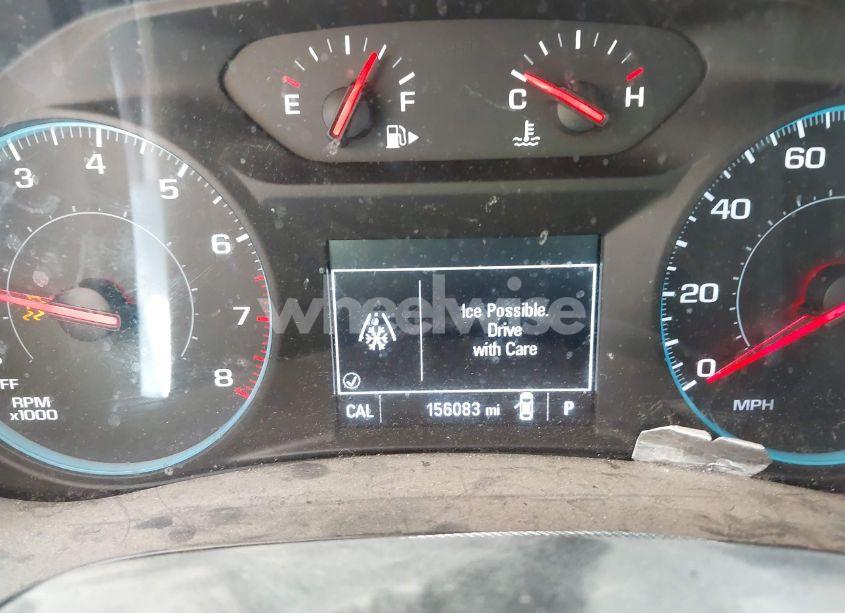 E F
C H
3 4 5 6 7 8
FF
RPM
x1000
60
40
20
0
MPH
wheelwise
Ice Possible.
Drive
with Care
CAL 156083 mi P